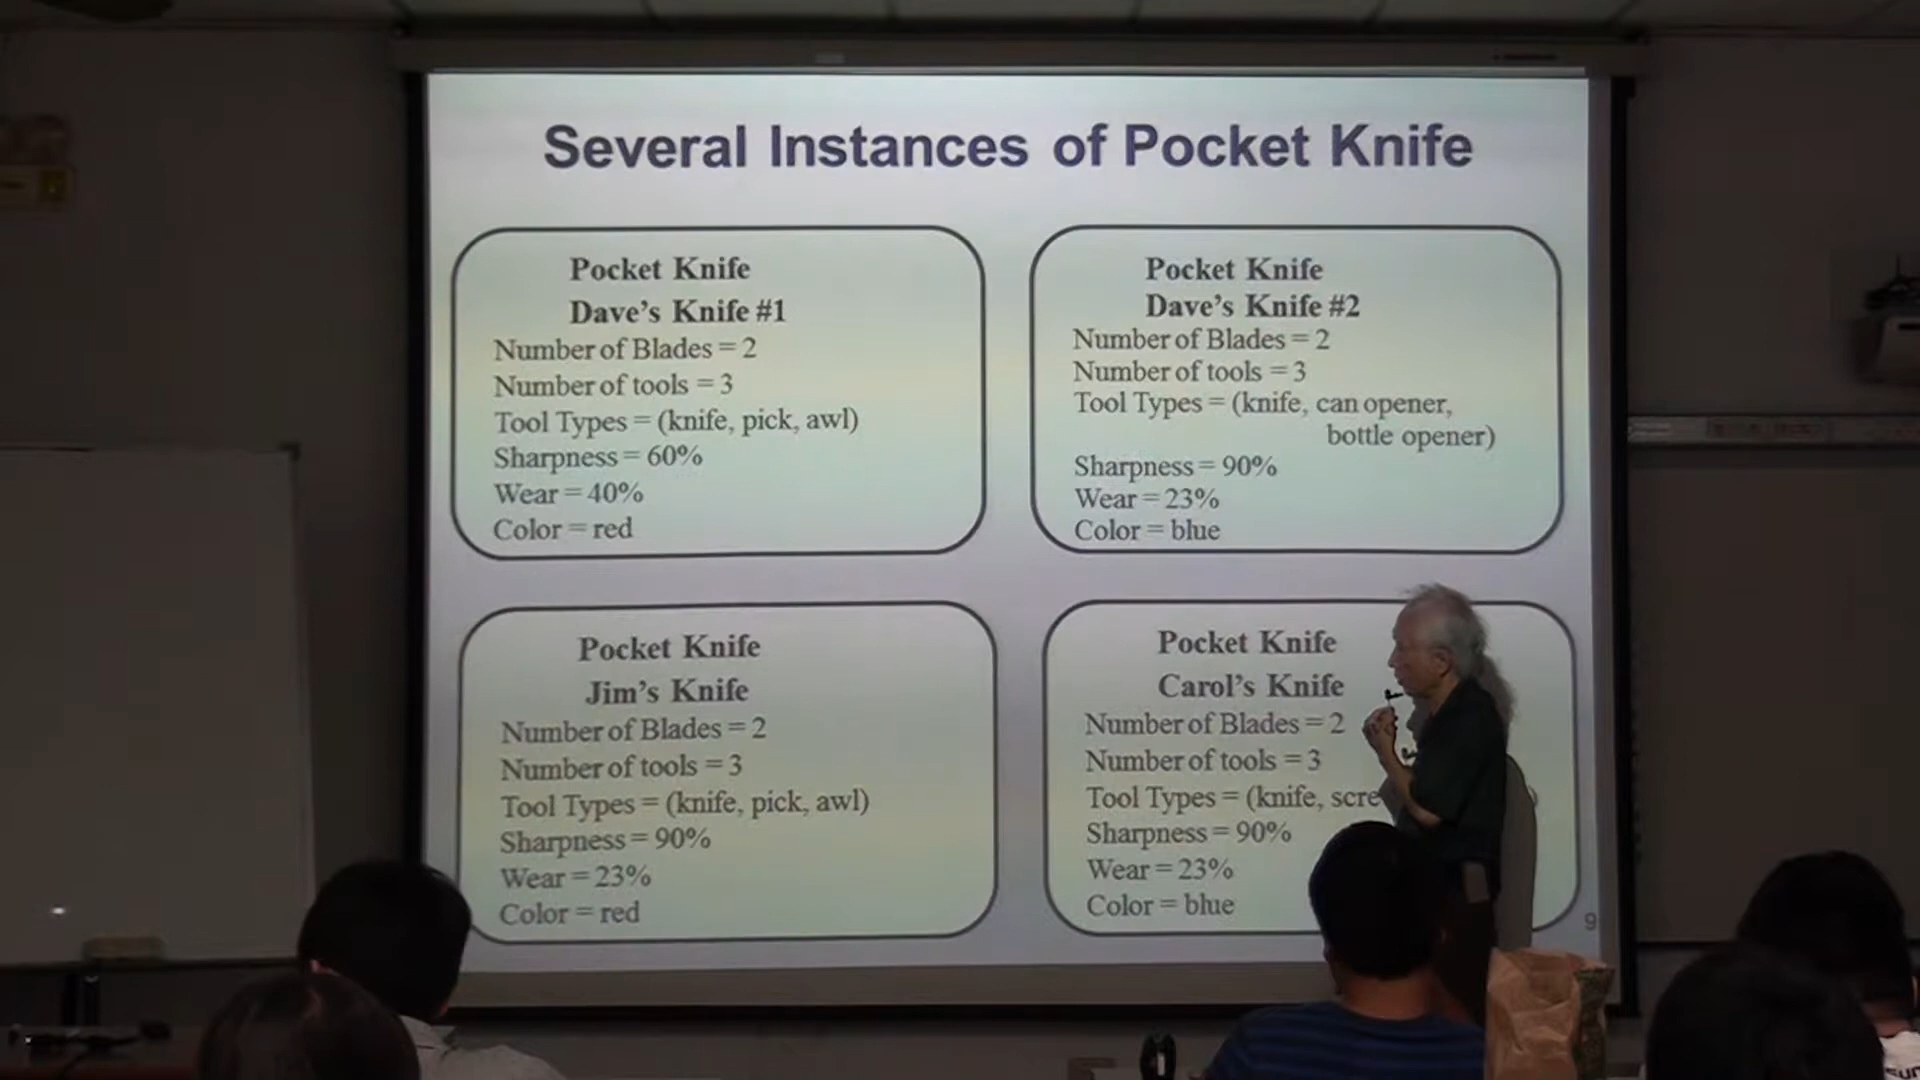 Several Instances of Pocket Knife
Pocket Knife
Dave's Knife #1
Number of Blades = 2
Number of tools = 3
Tool Types = (knife, pick, awl)
Sharpness = 60%
Wear = 40%
Color = red
Pocket Knife
Dave's Knife #2
Number of Blades = 2
Number of tools = 3
Tool Types = (knife, can opener,
bottle opener)
Sharpness = 90%
Wear = 23%
Color = blue
Pocket Knife
Jim's Knife
Number of Blades = 2
Number of tools = 3
Tool Types = (knife, pick, awl)
Sharpness = 90%
Wear = 23%
Color = red
Pocket Knife
Carol's Knife
Number of Blades = 2
Number of tools = 3
Tool Types = (knife,
Sharpness = 90%
Wear = 23%
Color = blue
9